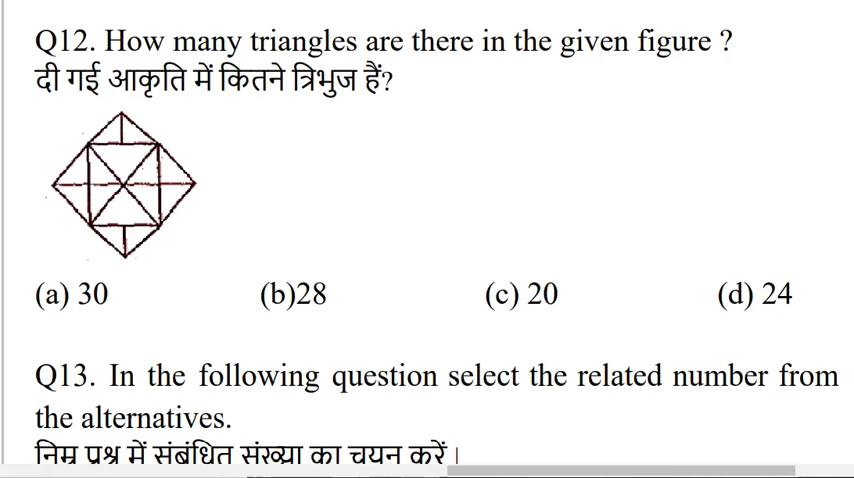 Q12. How many triangles are there in the given figure ?
दी गई आकृति में कितने त्रिभुज हैं?
(a) 30 (b)28 (c) 20 (d) 24
Q13. In the following question select the related number from
the alternatives.
निम्न प्रश्न में संबंधित संख्या का चयन करें |